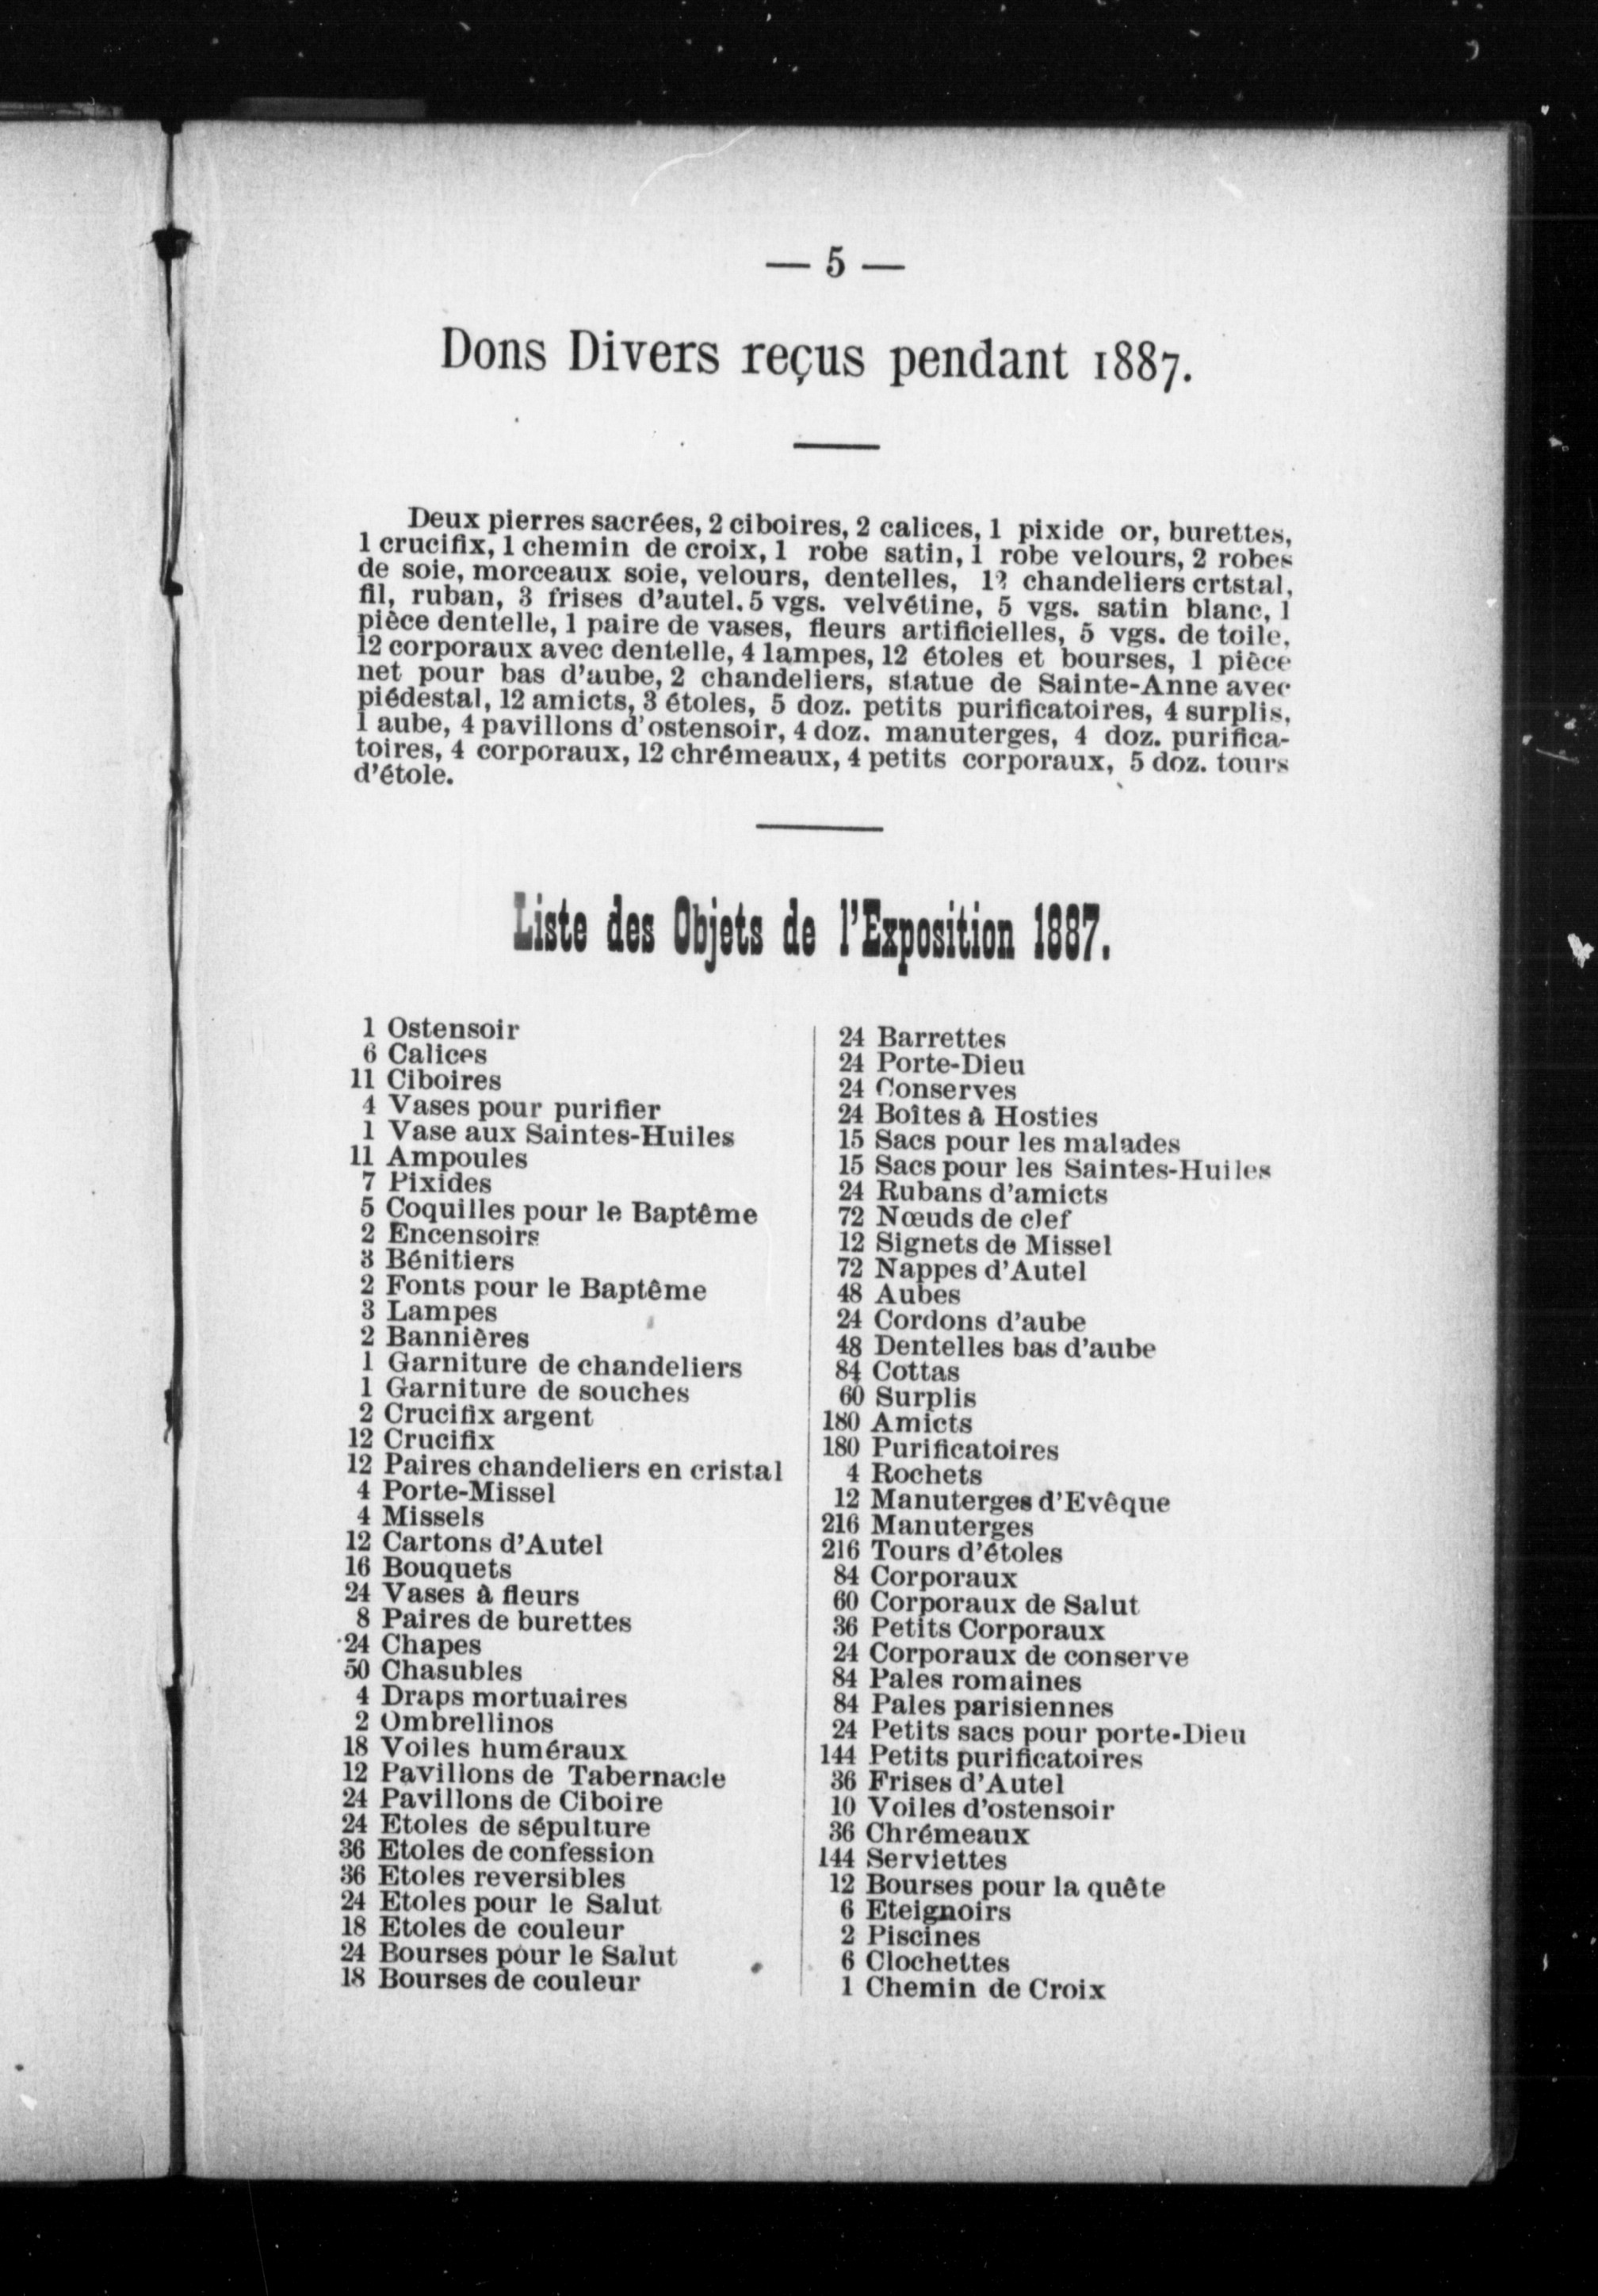 — 5 —
Dons Divers reçus pendant 1887.
Deux pierres sacrées, 2 ciboires, 2 calices, 1 pixide or, burettes,
1 crucifix, 1 chemin de croix, 1 robe satin, 1 robe velours, 2 robes
de soie, morceaux soie, velours, dentelles, 12 chandeliers crtstal,
fil, ruban, 3 frises d'autel. 5 vgs. velvétine, 5 vgs. satin blanc, 1
pièce dentelle, 1 paire de vases, fleurs artificielles, 5 vgs. de toile,
12 corporaux avec dentelle, 4 lampes, 12 étoles et bourses, 1 pièce
net pour bas d'aube, 2 chandeliers, statue de Sainte-Anne avec
piédestal, 12 amicts, 3 étoles, 5 doz. petits purificatoires, 4 surplis,
1 aube, 4 pavillons d'ostensoir, 4 doz. manuterges, 4 doz. purifica-
toires, 4 corporaux, 12 chrémeaux, 4 petits corporaux, 5 doz. tours
d'étole.
Liste des Objets de l'Exposition 1887.
1 Ostensoir
6 Calices
11 Ciboires
4 Vases pour purifier
1 Vase aux Saintes-Huiles
11 Ampoules
7 Pixides
5 Coquilles pour le Baptême
2 Encensoirs
3 Bénitiers
2 Fonts pour le Baptême
3 Lampes
2 Bannières
1 Garniture de chandeliers
1 Garniture de souches
2 Crucifix argent
12 Crucifix
12 Paires chandeliers en cristal
4 Porte-Missel
4 Missels
12 Cartons d'Autel
16 Bouquets
24 Vases à fleurs
8 Paires de burettes
24 Chapes
50 Chasubles
4 Draps mortuaires
2 Ombrellinos
18 Voiles huméraux
12 Pavillons de Tabernacle
24 Pavillons de Ciboire
24 Etoles de sépulture
36 Etoles de confession
36 Etoles reversibles
24 Etoles pour le Salut
18 Etoles de couleur
24 Bourses pour le Salut
18 Bourses de couleur
24 Barrettes
24 Porte-Dieu
24 Conserves
24 Boîtes à Hosties
15 Sacs pour les malades
15 Sacs pour les Saintes-Huiles
24 Rubans d'amicts
72 Nœuds de clef
12 Signets de Missel
72 Nappes d'Autel
48 Aubes
24 Cordons d'aube
48 Dentelles bas d'aube
84 Cottas
60 Surplis
180 Amicts
180 Purificatoires
4 Rochets
12 Manuterges d'Evêque
216 Manuterges
216 Tours d'étoles
84 Corporaux
60 Corporaux de Salut
36 Petits Corporaux
24 Corporaux de conserve
84 Pales romaines
84 Pales parisiennes
24 Petits sacs pour porte-Dieu
144 Petits purificatoires
36 Frises d'Autel
10 Voiles d'ostensoir
36 Chrémeaux
144 Serviettes
12 Bourses pour la quête
6 Eteignoirs
2 Piscines
6 Clochettes
1 Chemin de Croix